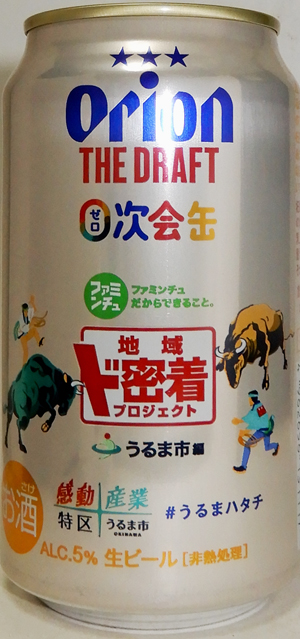 Orion
THE DRAFT
0次会缶
ゼロ
ファミンチュ
ファミンチュ
だからできること。
地域
ド密着
プロジェクト
うるま市編
お酒
感動産業
特区 うるま市
OKINAWA
#うるまハタチ
ALC.5% 生ビール[非熱処理]